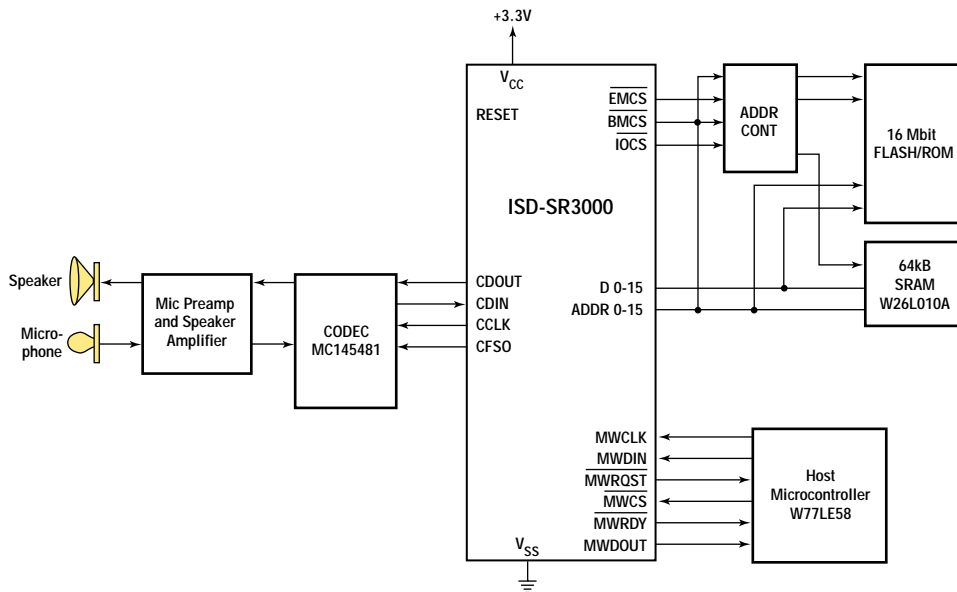 +3.3V
VCC
RESET
EMCS
BMCS
IOCS
ADDR
CONT
16 Mbit
FLASH/ROM
ISD-SR3000
Speaker
Micro-
phone
Mic Preamp
and Speaker
Amplifier
CODEC
MC145481
CDOUT
CDIN
CCLK
CFSO
D 0-15
ADDR 0-15
64kB
SRAM
W26L010A
MWCLK
MWDIN
MWRQST
MWCS
MWRDY
MWDOUT
Host
Microcontroller
W77LE58
VSS